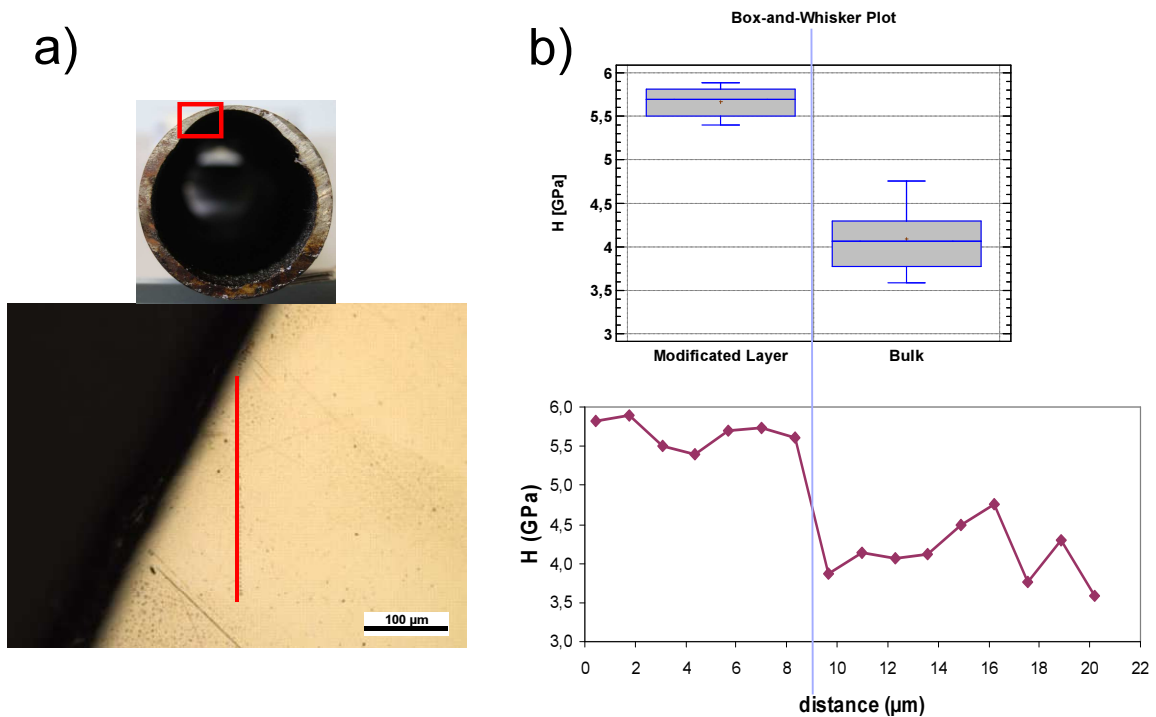 a)
100 µm
b)
Box-and-Whisker Plot
6
5,5
5
4,5
4
3,5
3
H [GPa]
Modificated Layer
Bulk
6,0
5,5
5,0
4,5
4,0
3,5
3,0
H (GPa)
0 2 4 6 8 10 12 14 16 18 20 22
distance (µm)